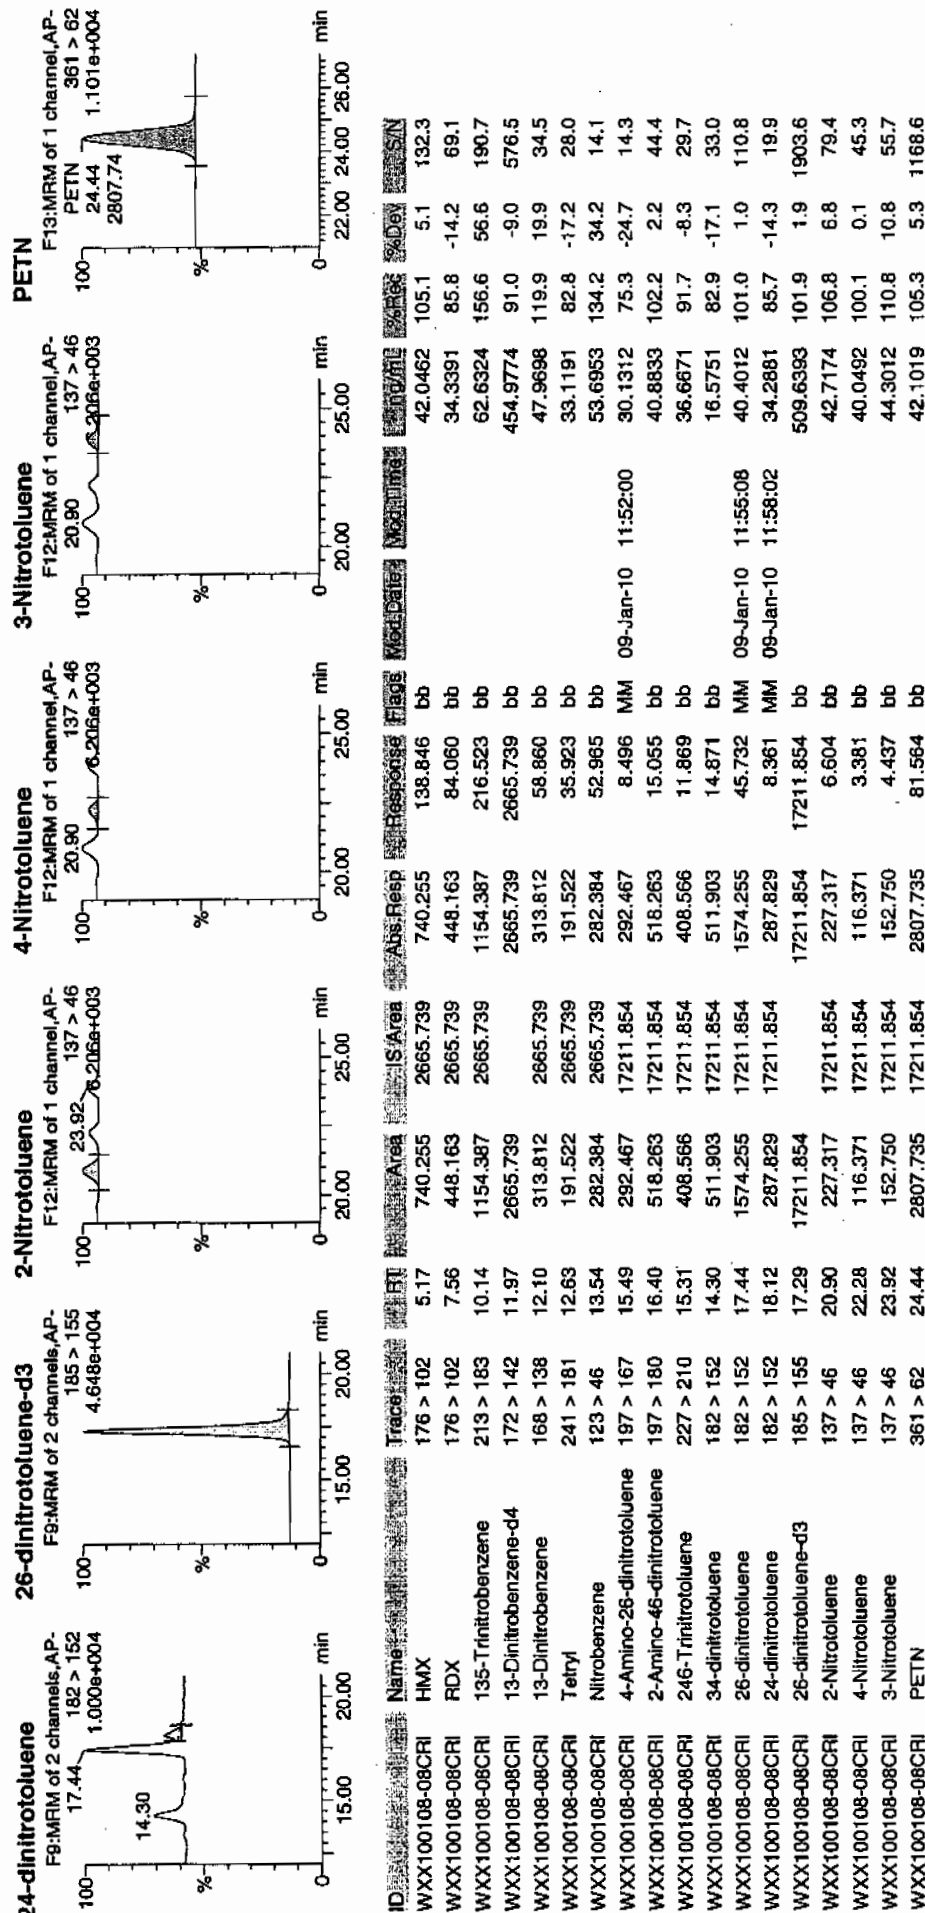 24-dinitrotoluene
F9:MRM of 2 channels,AP-
182 > 152
17.44
1.000e+004
100
14.30
%
0
15.00 20.00 min
26-dinitrotoluene-d3
F9:MRM of 2 channels,AP-
185 > 155
4.648e+004
100
%
0
15.00 20.00 min
2-Nitrotoluene
F12:MRM of 1 channel,AP-
137 > 46
23.92
6.206e+003
100
%
0
20.00 25.00 min
4-Nitrotoluene
F12:MRM of 1 channel,AP-
137 > 46
20.90
6.206e+003
100
%
0
20.00 25.00 min
3-Nitrotoluene
F12:MRM of 1 channel,AP-
137 > 46
20.90
6.206e+003
100
%
0
20.00 25.00 min
PETN
F13:MRM of 1 channel,AP-
PETN 361 > 62
24.44 1.101e+004
2807.74
100
%
0
22.00 24.00 26.00 min
ID Name Trace RT Area IS Area Abs.Resp Response Flags Mod.Date Mod.Time ng/mL %Rec %Dev S/N
WXX100108-08CRI HMX 176 > 102 5.17 740.255 2665.739 740.255 138.846 bb 42.0462 105.1 5.1 132.3
WXX100108-08CRI RDX 176 > 102 7.56 448.163 2665.739 448.163 84.060 bb 34.3391 85.8 -14.2 69.1
WXX100108-08CRI 135-Trinitrobenzene 213 > 183 10.14 1154.387 2665.739 1154.387 216.523 bb 62.6324 156.6 56.6 190.7
WXX100108-08CRI 13-Dinitrobenzene-d4 172 > 142 11.97 2665.739 2665.739 2665.739 bb 454.9774 91.0 -9.0 576.5
WXX100108-08CRI 13-Dinitrobenzene 168 > 138 12.10 313.812 2665.739 313.812 58.860 bb 47.9698 119.9 19.9 34.5
WXX100108-08CRI Tetryl 241 > 181 12.63 191.522 2665.739 191.522 35.923 bb 33.1191 82.8 -17.2 28.0
WXX100108-08CRI Nitrobenzene 123 > 46 13.54 282.384 2665.739 282.384 52.965 bb 53.6953 134.2 34.2 14.1
WXX100108-08CRI 4-Amino-26-dinitrotoluene 197 > 167 15.49 292.467 17211.854 292.467 8.496 MM 09-Jan-10 11:52:00 30.1312 75.3 -24.7 14.3
WXX100108-08CRI 2-Amino-46-dinitrotoluene 197 > 180 16.40 518.263 17211.854 518.263 15.055 bb 40.8833 102.2 2.2 44.4
WXX100108-08CRI 246-Trinitrotoluene 227 > 210 15.31 408.566 17211.854 408.566 11.869 bb 36.6671 91.7 -8.3 29.7
WXX100108-08CRI 34-dinitrotoluene 182 > 152 14.30 511.903 17211.854 511.903 14.871 bb 16.5751 82.9 -17.1 33.0
WXX100108-08CRI 26-dinitrotoluene 182 > 152 17.44 1574.255 17211.854 1574.255 45.732 MM 09-Jan-10 11:55:08 40.4012 101.0 1.0 110.8
WXX100108-08CRI 24-dinitrotoluene 182 > 152 18.12 287.829 17211.854 287.829 8.361 MM 09-Jan-10 11:58:02 34.2881 85.7 -14.3 19.9
WXX100108-08CRI 26-dinitrotoluene-d3 185 > 155 17.29 17211.854 17211.854 17211.854 bb 509.6393 101.9 1.9 1903.6
WXX100108-08CRI 2-Nitrotoluene 137 > 46 20.90 227.317 17211.854 227.317 6.604 bb 42.7174 106.8 6.8 79.4
WXX100108-08CRI 4-Nitrotoluene 137 > 46 22.28 116.371 17211.854 116.371 3.381 bb 40.0492 100.1 0.1 45.3
WXX100108-08CRI 3-Nitrotoluene 137 > 46 23.92 152.750 17211.854 152.750 4.437 bb 44.3012 110.8 10.8 55.7
WXX100108-08CRI PETN 361 > 62 24.44 2807.735 17211.854 2807.735 81.564 bb 42.1019 105.3 5.3 1168.6